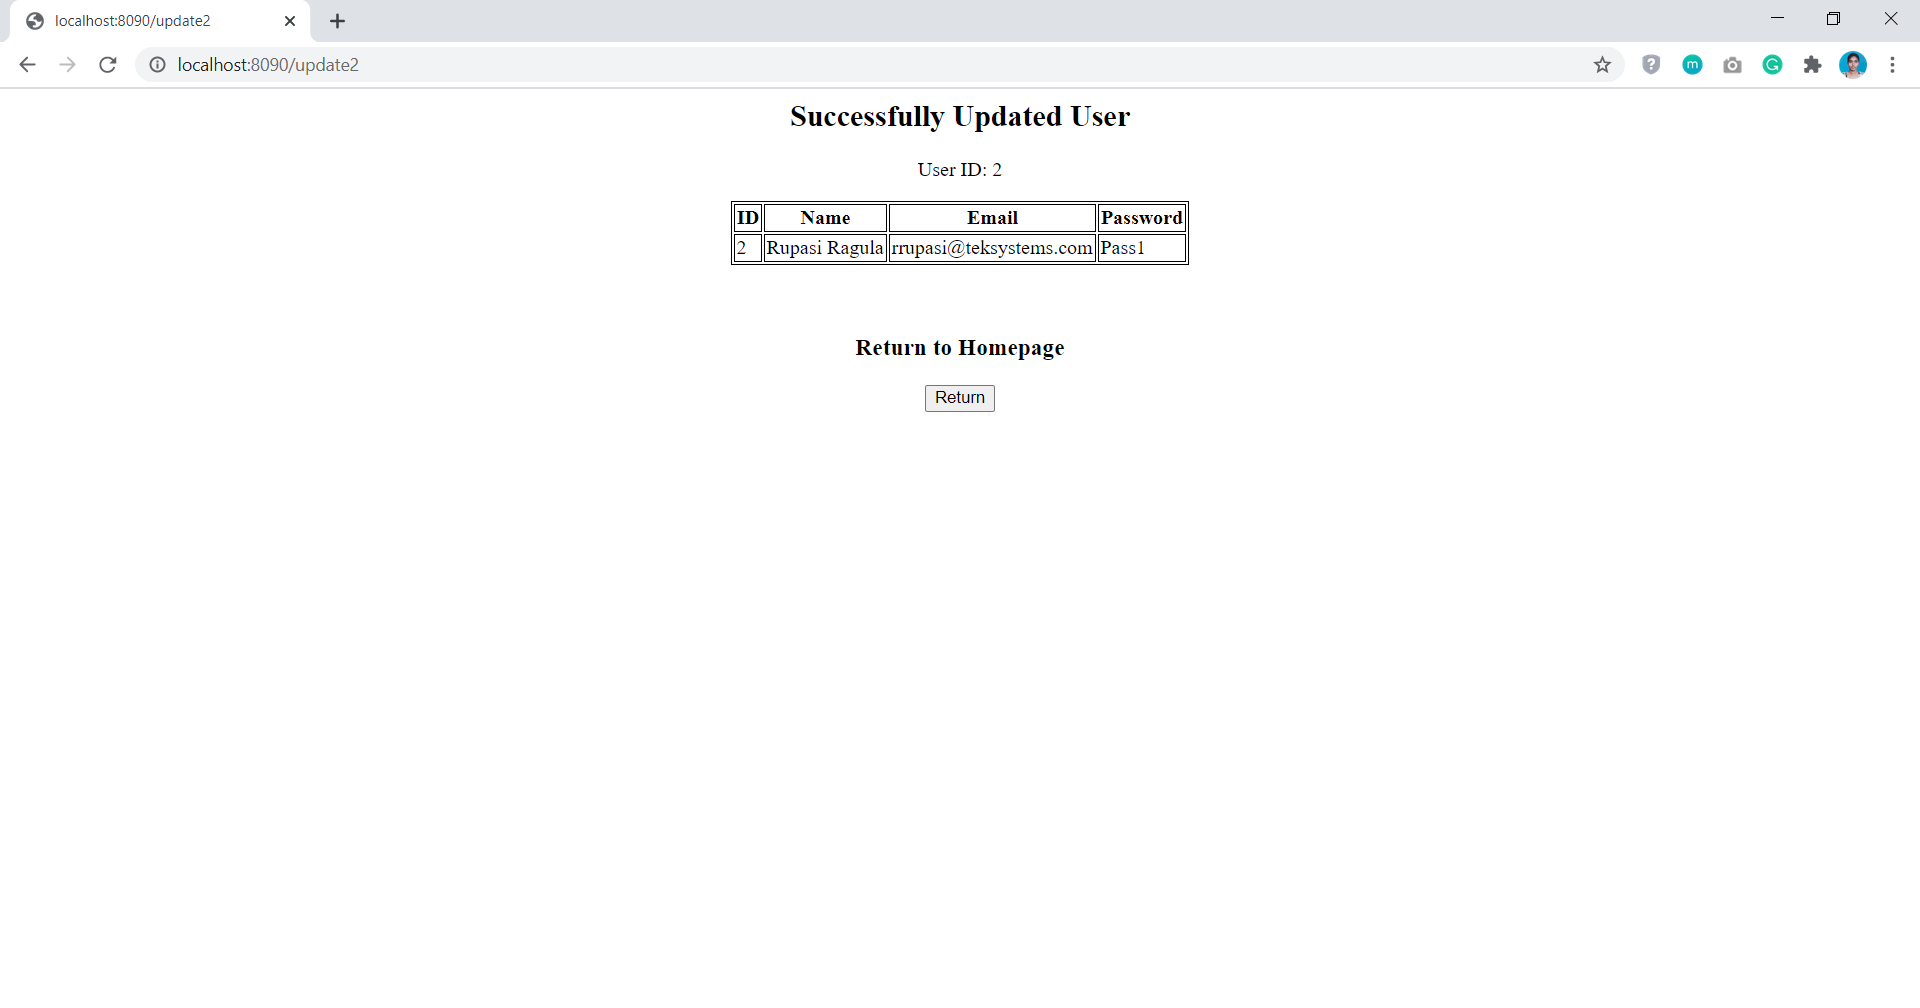 localhost:8090/update2
localhost:8090/update2
Successfully Updated User
User ID: 2
ID Name Email Password
2 Rupasi Ragula rrupasi@teksystems.com Pass1
Return to Homepage
Return